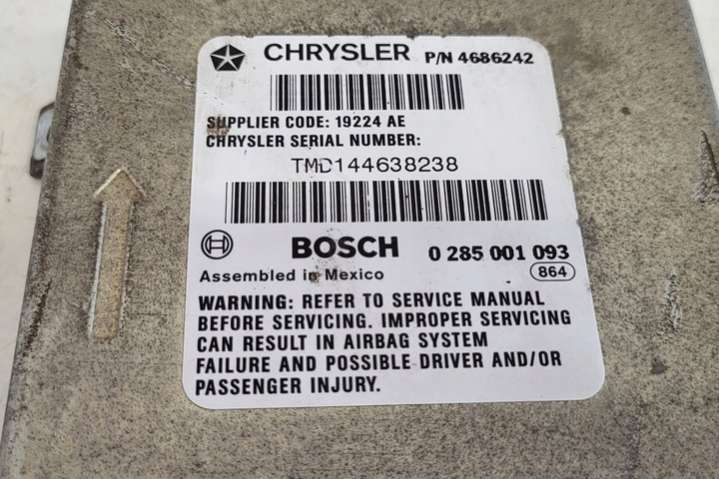 CHRYSLER P/N 4686242
SUPPLIER CODE: 19224 AE
CHRYSLER SERIAL NUMBER:
TMD144638238
BOSCH 0 285 001 093
Assembled in Mexico 864
WARNING: REFER TO SERVICE MANUAL
BEFORE SERVICING. IMPROPER SERVICING
CAN RESULT IN AIRBAG SYSTEM
FAILURE AND POSSIBLE DRIVER AND/OR
PASSENGER INJURY.